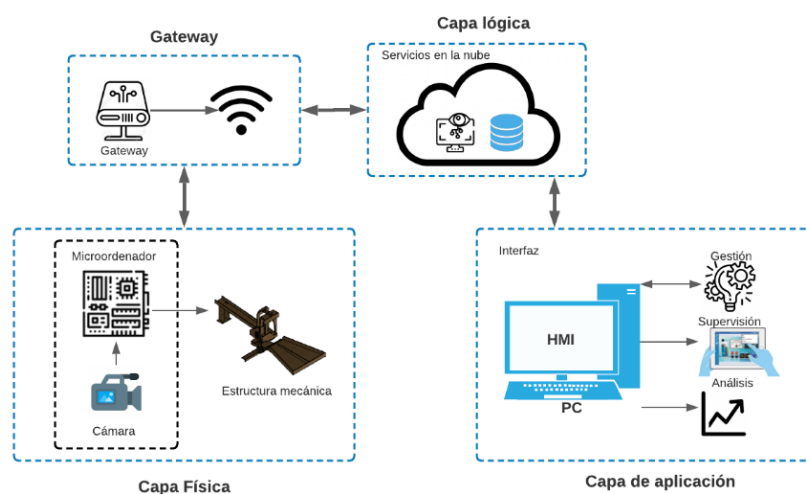 Capa lógica
Gateway
Servicios en la nube
Gateway
Microordenador
Cámara
Estructura mecánica
Capa Física
Interfaz
Gestión
Supervisión
HMI
Análisis
PC
Capa de aplicación